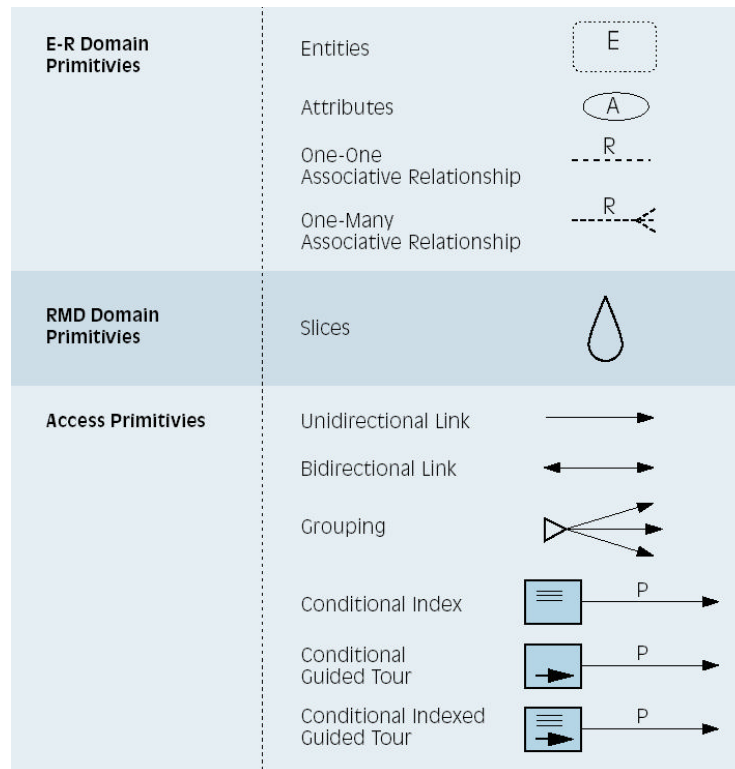 E-R Domain
Primitivies
Entities
E
Attributes
A
One-One
Associative Relationship
R
One-Many
Associative Relationship
R
RMD Domain
Primitivies
Slices
Access Primitivies
Unidirectional Link
Bidirectional Link
Grouping
Conditional Index
P
Conditional
Guided Tour
P
Conditional Indexed
Guided Tour
P